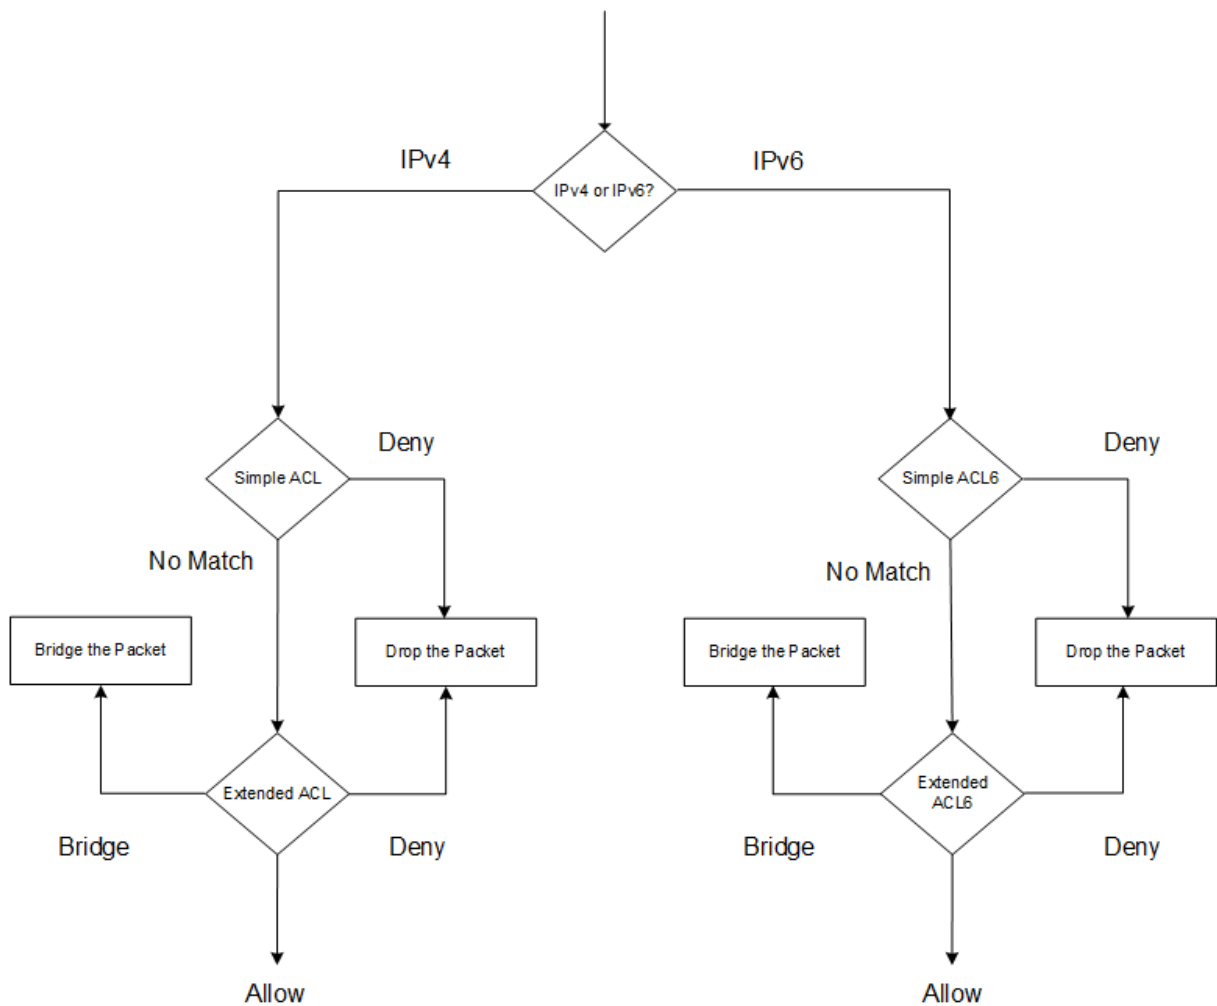 IPv4
IPv6
IPv4 or IPv6?
Deny
Deny
Simple ACL
Simple ACL6
No Match
No Match
Bridge the Packet
Drop the Packet
Bridge the Packet
Drop the Packet
Extended ACL
Extended
ACL6
Bridge
Deny
Bridge
Deny
Allow
Allow